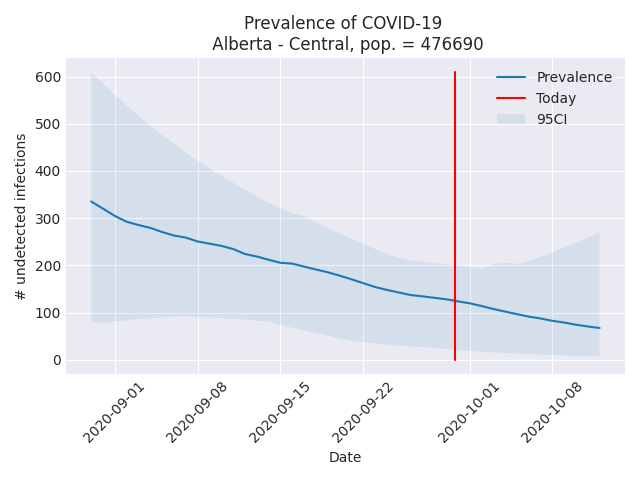 Prevalence of COVID-19
Alberta - Central, pop. = 476690
Prevalence
Today
95CI
600
500
400
300
200
100
0
# undetected infections
2020-09-01
2020-09-08
2020-09-15
2020-09-22
2020-10-01
2020-10-08
Date